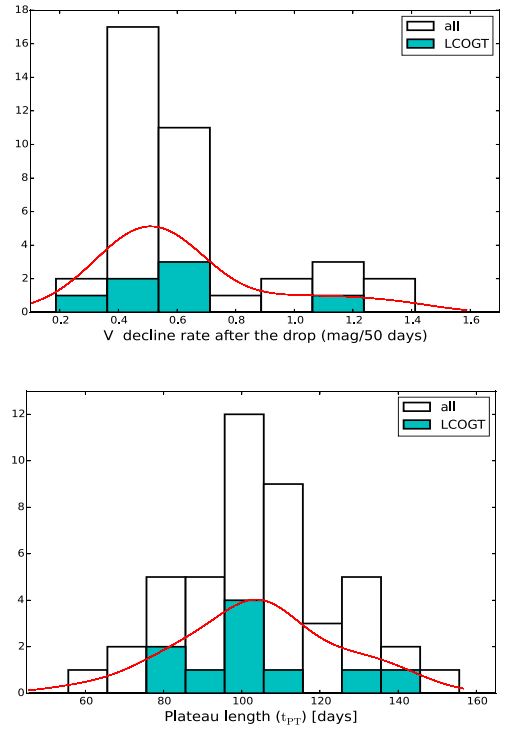 18
16
14
12
10
8
6
4
2
0
all
LCOGT
0.2 0.4 0.6 0.8 1.0 1.2 1.4 1.6
V decline rate after the drop (mag/50 days)
12
10
8
6
4
2
0
all
LCOGT
60 80 100 120 140 160
Plateau length (t_PT) [days]